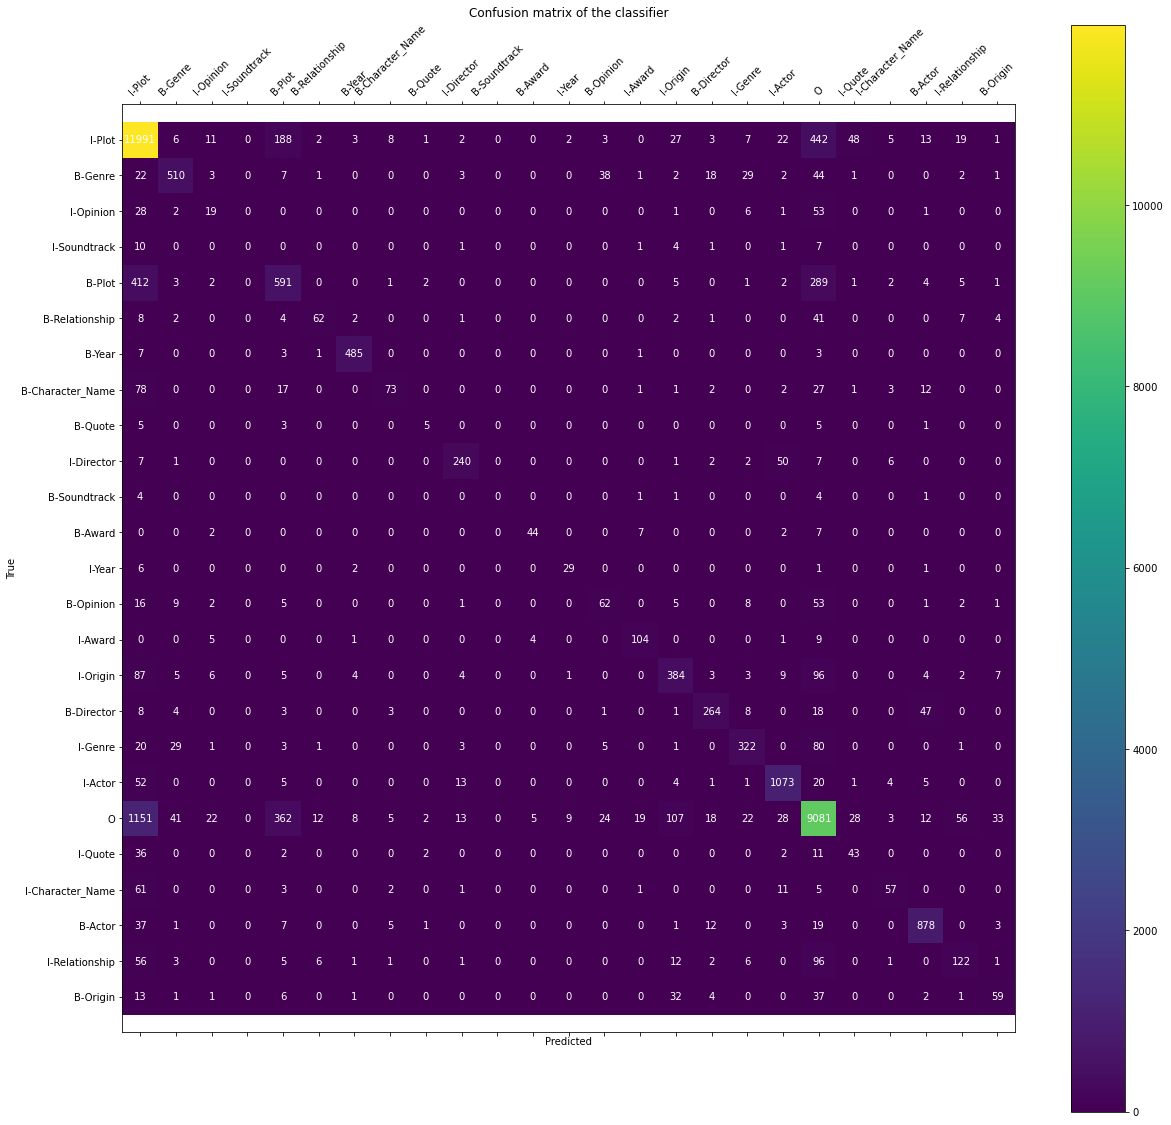 Confusion matrix of the classifier
I-Plot B-Genre I-Opinion I-Soundtrack B-Plot B-Relationship B-Year B-Character_Name B-Quote I-Director B-Soundtrack B-Award I-Year B-Opinion I-Award I-Origin B-Director I-Genre I-Actor O I-Quote I-Character_Name B-Actor I-Relationship B-Origin
I-Plot 11991 6 11 0 188 2 3 8 1 2 0 0 2 3 0 27 3 7 22 442 48 5 13 19 1
B-Genre 22 510 3 0 7 1 0 0 0 3 0 0 0 38 1 2 18 29 2 44 1 0 0 2 1
I-Opinion 28 2 19 0 0 0 0 0 0 0 0 0 0 0 0 1 0 6 1 53 0 0 1 0 0
I-Soundtrack 10 0 0 0 0 0 0 0 0 1 0 0 0 0 1 4 1 0 1 7 0 0 0 0 0
B-Plot 412 3 2 0 591 0 0 1 2 0 0 0 0 0 0 5 0 1 2 289 1 2 4 5 1
B-Relationship 8 2 0 0 4 62 2 0 0 1 0 0 0 0 0 2 1 0 0 41 0 0 0 7 4
B-Year 7 0 0 0 3 1 485 0 0 0 0 0 0 0 1 0 0 0 0 3 0 0 0 0 0
B-Character_Name 78 0 0 0 17 0 0 73 0 0 0 0 0 0 1 1 2 0 2 27 1 3 12 0 0
B-Quote 5 0 0 0 3 0 0 0 5 0 0 0 0 0 0 0 0 0 0 5 0 0 1 0 0
I-Director 7 1 0 0 0 0 0 0 0 240 0 0 0 0 0 1 2 2 50 7 0 6 0 0 0
B-Soundtrack 4 0 0 0 0 0 0 0 0 0 0 0 0 0 1 1 0 0 0 4 0 0 1 0 0
B-Award 0 0 2 0 0 0 0 0 0 0 0 44 0 0 7 0 0 0 2 7 0 0 0 0 0
I-Year 6 0 0 0 0 0 2 0 0 0 0 0 29 0 0 0 0 0 0 1 0 0 1 0 0
B-Opinion 16 9 2 0 5 0 0 0 0 1 0 0 0 62 0 5 0 8 0 53 0 0 1 2 1
I-Award 0 0 5 0 0 0 1 0 0 0 0 4 0 0 104 0 0 0 1 9 0 0 0 0 0
I-Origin 87 5 6 0 5 0 4 0 0 4 0 0 1 0 0 384 3 3 9 96 0 0 4 2 7
B-Director 8 4 0 0 3 0 0 3 0 0 0 0 0 1 0 1 264 8 0 18 0 0 47 0 0
I-Genre 20 29 1 0 3 1 0 0 0 3 0 0 0 5 0 1 0 322 0 80 0 0 0 1 0
I-Actor 52 0 0 0 5 0 0 0 0 13 0 0 0 0 0 4 1 1 1073 20 1 4 5 0 0
O 1151 41 22 0 362 12 8 5 2 13 0 5 9 24 19 107 18 22 28 9081 28 3 12 56 33
I-Quote 36 0 0 0 2 0 0 0 2 0 0 0 0 0 0 0 0 0 2 11 43 0 0 0 0
I-Character_Name 61 0 0 0 3 0 0 2 0 1 0 0 0 0 1 0 0 0 11 5 0 57 0 0 0
B-Actor 37 1 0 0 7 0 0 5 1 0 0 0 0 0 0 1 12 0 3 19 0 0 878 0 3
I-Relationship 56 3 0 0 5 6 1 1 0 1 0 0 0 0 0 12 2 6 0 96 0 1 0 122 1
B-Origin 13 1 1 0 6 0 1 0 0 0 0 0 0 0 0 32 4 0 0 37 0 0 2 1 59
True
Predicted
10000
8000
6000
4000
2000
0